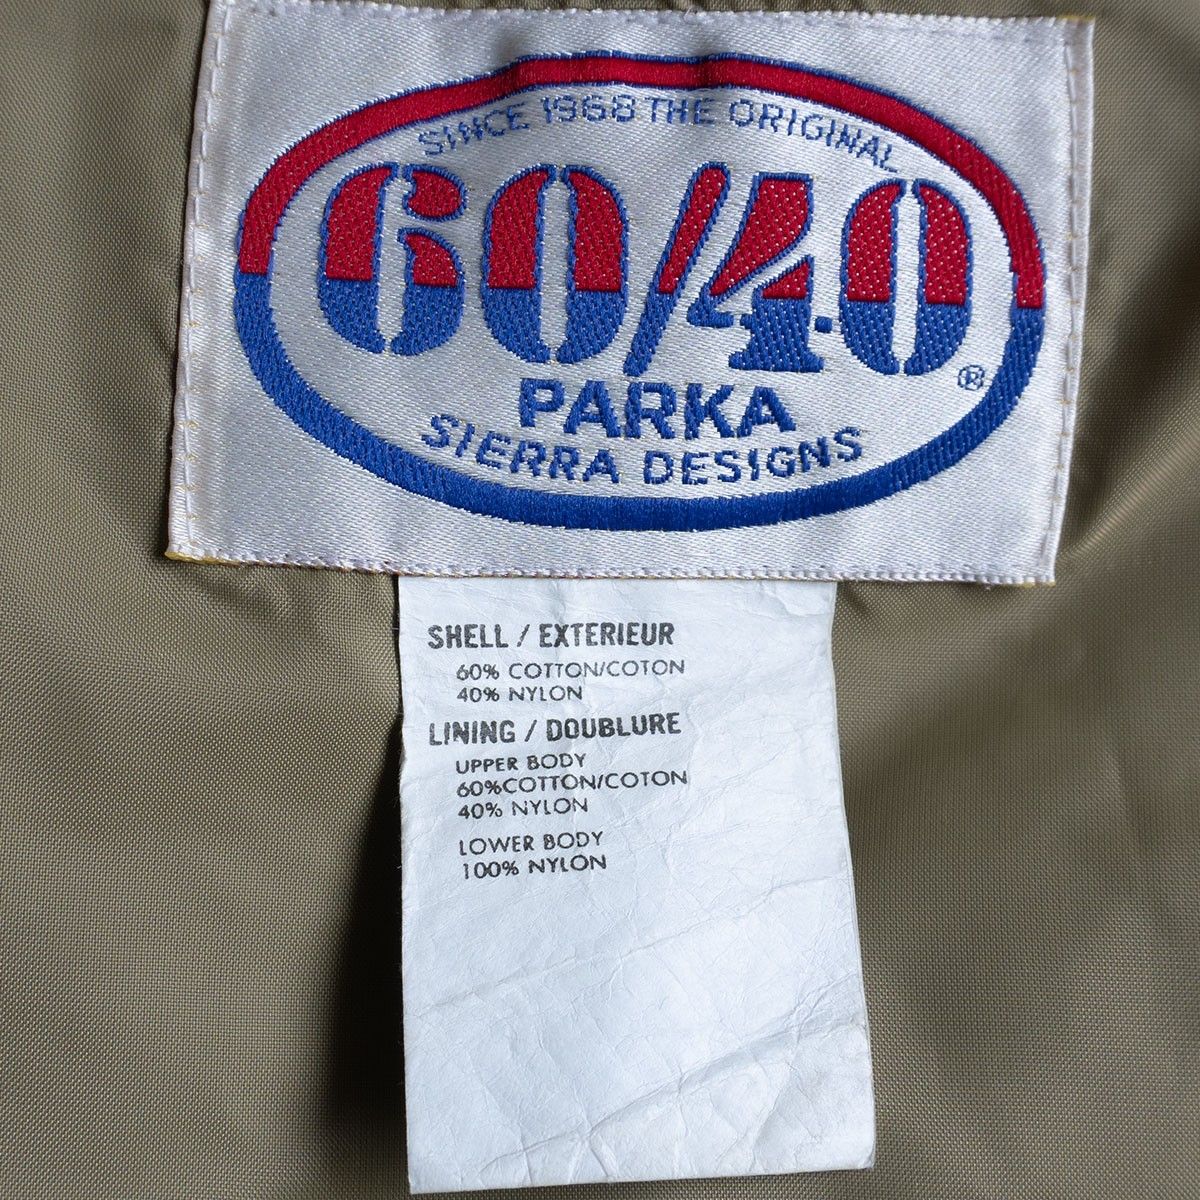 SINCE 1968 THE ORIGINAL
60/40®
PARKA
SIERRA DESIGNS
SHELL / EXTERIEUR
60% COTTON/COTON
40% NYLON
LINING / DOUBLURE
UPPER BODY
60%COTTON/COTON
40% NYLON
LOWER BODY
100% NYLON